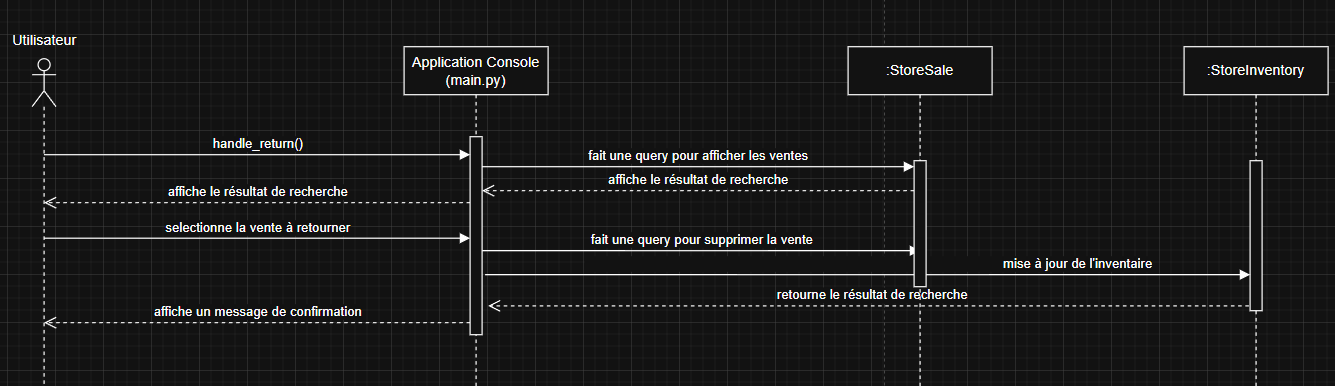 Utilisateur
Application Console
(main.py)
:StoreSale
:StoreInventory
handle_return()
fait une query pour afficher les ventes
affiche le résultat de recherche
affiche le résultat de recherche
selectionne la vente à retourner
fait une query pour supprimer la vente
mise à jour de l'inventaire
retourne le résultat de recherche
affiche un message de confirmation